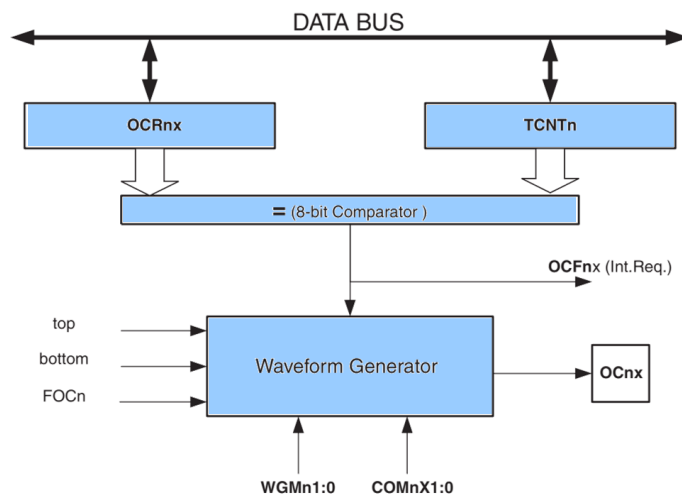 DATA BUS
OCRnx
TCNTn
= (8-bit Comparator )
OCFnx (Int.Req.)
top
bottom
FOCn
Waveform Generator
OCnx
WGMn1:0
COMnX1:0